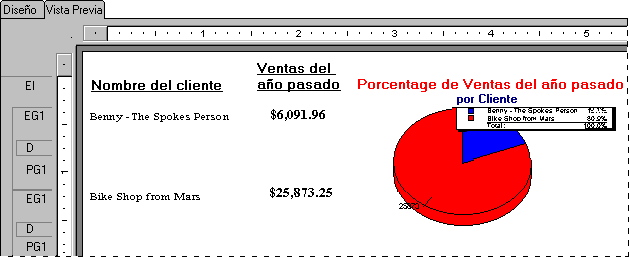 Diseño Vista Previa
1 2 3 4 5
EI
Nombre del cliente
Ventas del
año pasado
Porcentage de Ventas del año pasado
por Cliente
EG1
Benny - The Spokes Person
$6,091.96
Benny - The Spokes Person 19.1%
Bike Shop from Mars 80.9%
Total: 100.0%
D
PG1
1
EG1
Bike Shop from Mars
$25,873.25
D
PG1